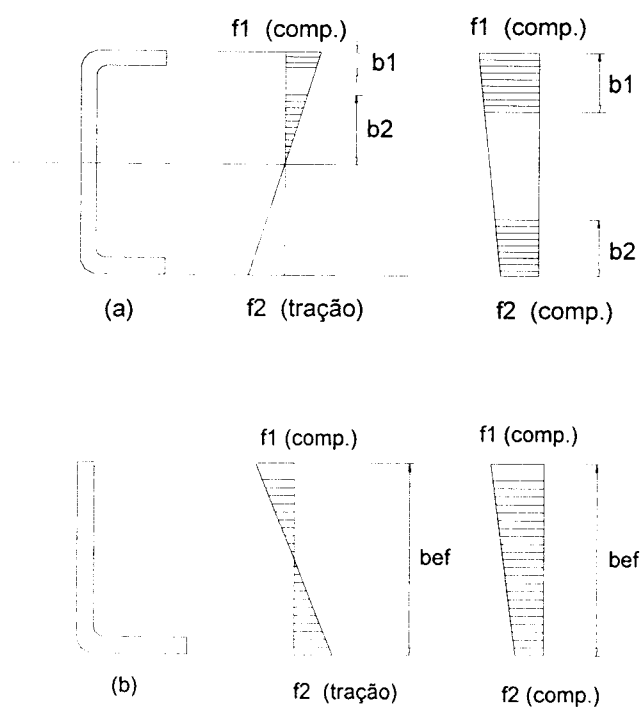 f1 (comp.)
f1 (comp.)
b1
b2
b1
b2
(a)
f2 (tração)
f2 (comp.)
f1 (comp.)
f1 (comp.)
bef
bef
(b)
f2 (tração)
f2 (comp.)